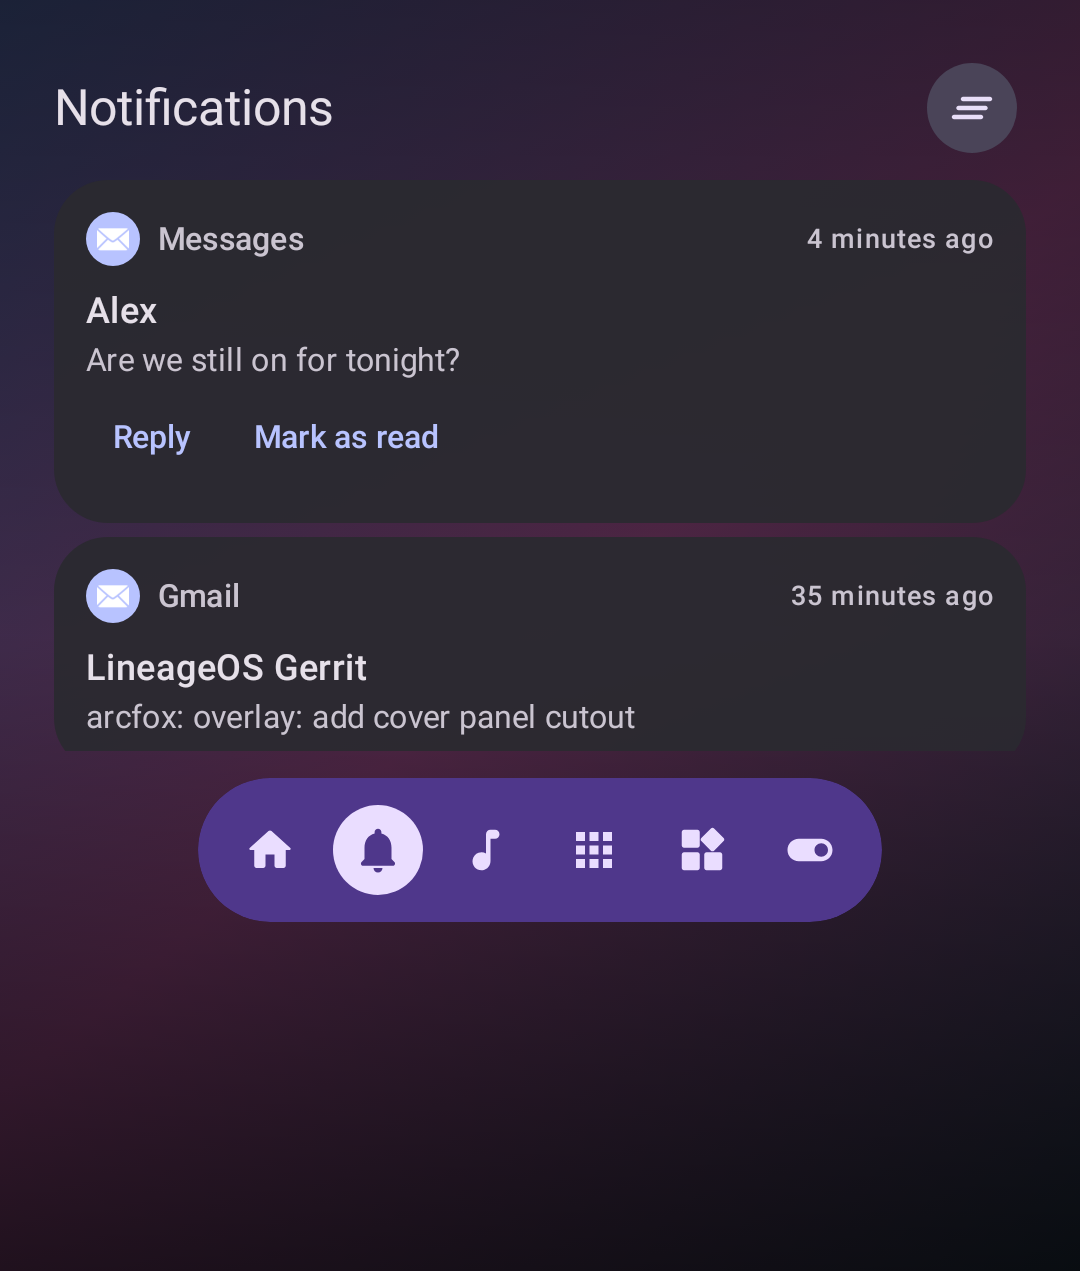 Notifications
Messages
4 minutes ago
Alex
Are we still on for tonight?
Reply
Mark as read
Gmail
35 minutes ago
LineageOS Gerrit
arcfox: overlay: add cover panel cutout